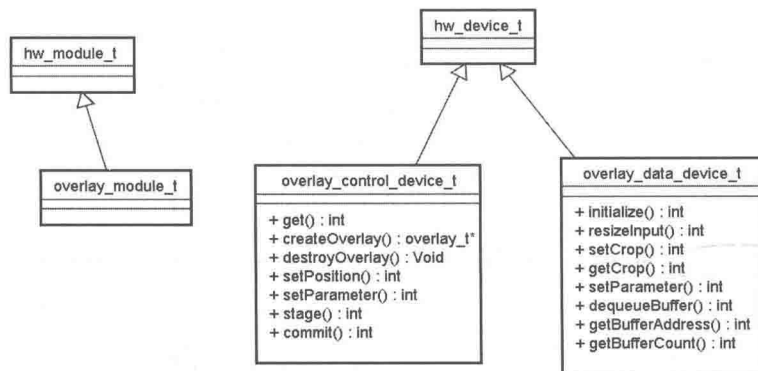 hw_module_t
hw_device_t
overlay_module_t
overlay_control_device_t
+ get() : int
+ createOverlay() : overlay_t*
+ destroyOverlay() : Void
+ setPosition() : int
+ setParameter() : int
+ stage() : int
+ commit() : int
overlay_data_device_t
+ initialize() : int
+ resizeInput() : int
+ setCrop() : int
+ getCrop() : int
+ setParameter() : int
+ dequeueBuffer() : int
+ getBufferAddress() : int
+ getBufferCount() : int